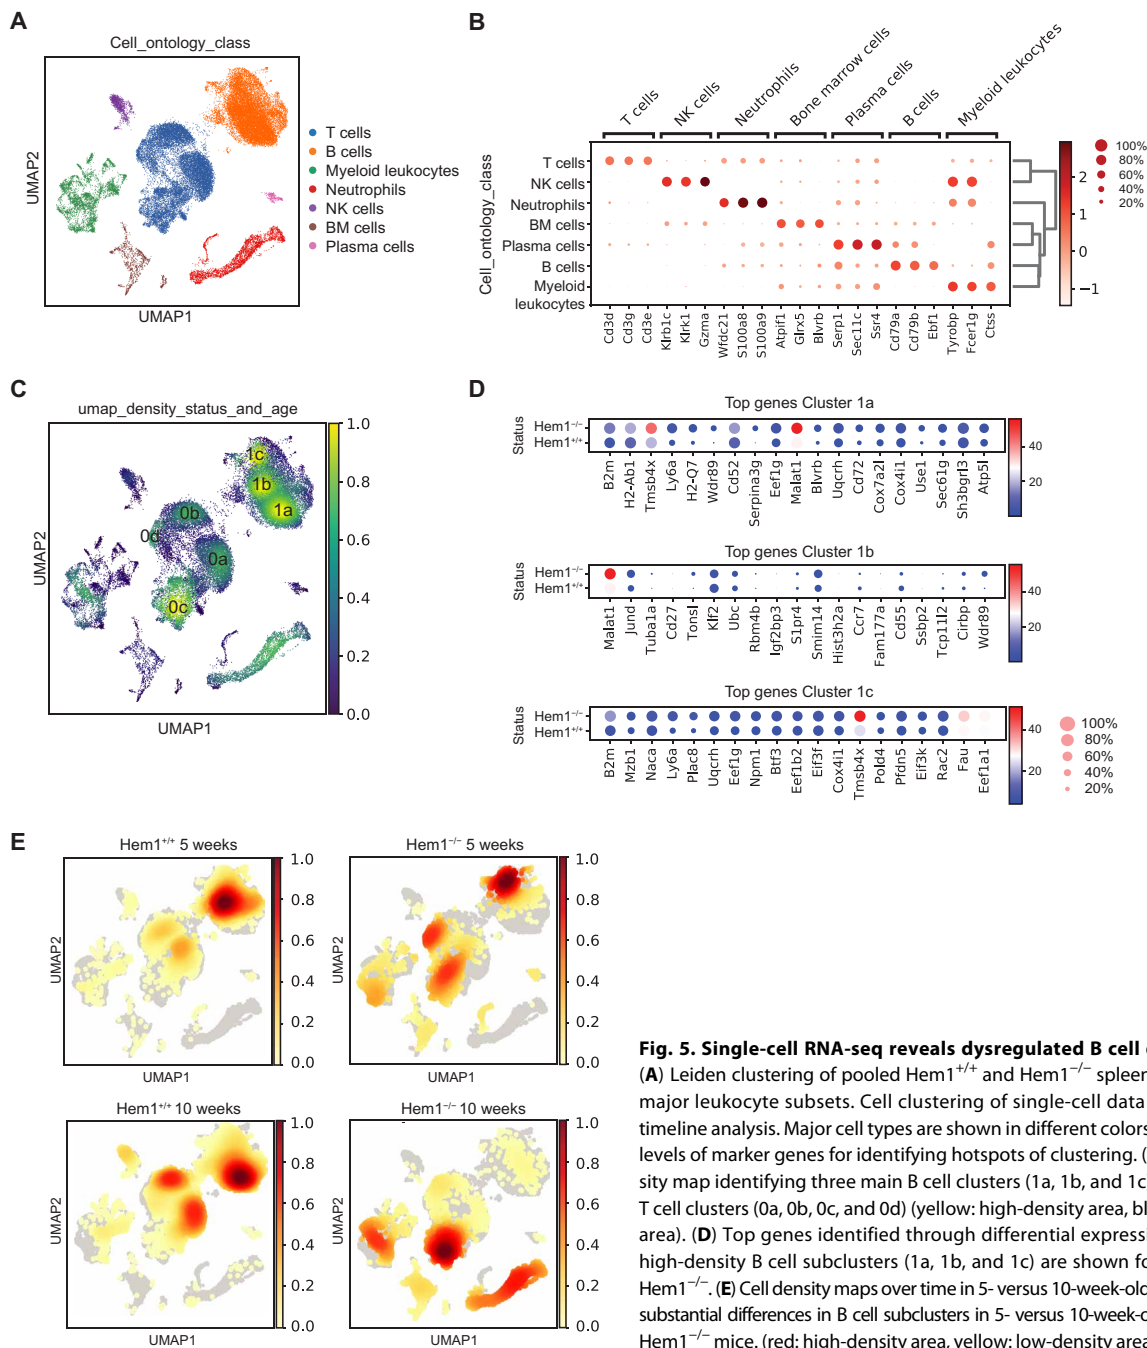 A
Cell_ontology_class
UMAP2
UMAP1
T cells
B cells
Myeloid leukocytes
Neutrophils
NK cells
BM cells
Plasma cells
B
T cells
NK cells
Neutrophils
Bone marrow cells
Plasma cells
B cells
Myeloid leukocytes
Cell_ontology_class
T cells
NK cells
Neutrophils
BM cells
Plasma cells
B cells
Myeloid
leukocytes
Cd3d
Cd3g
Cd3e
Klrb1c
Klrk1
Gzma
Wfdc21
S100a8
S100a9
Atpif1
Glrx5
Blvrb
Serp1
Sec11c
Ssr4
Cd79a
Cd79b
Ebf1
Tyrobp
Fcer1g
Ctss
2
1
0
−1
100%
80%
60%
40%
20%
C
umap_density_status_and_age
UMAP2
UMAP1
1c
1b
1a
0b
0d
0a
0c
1.0
0.8
0.6
0.4
0.2
0.0
D
Top genes Cluster 1a
Status
Hem1−/−
Hem1+/+
B2m
H2-Ab1
Tmsb4x
Ly6a
H2-Q7
Wdr89
Cd52
Serpina3g
Eef1g
Malat1
Blvrb
Uqcrh
Cd72
Cox7a2l
Cox4i1
Use1
Sec61g
Sh3bgrl3
Atp5l
40
20
Top genes Cluster 1b
Status
Hem1−/−
Hem1+/+
Malat1
Jund
Tuba1a
Cd27
Tonsl
Klf2
Ubc
Rbm4b
Igf2bp3
S1pr4
Smim14
Hist3h2a
Ccr7
Fam177a
Cd55
Ssbp2
Tcp11l2
Cirbp
Wdr89
40
20
Top genes Cluster 1c
Status
Hem1−/−
Hem1+/+
B2m
Mzb1
Naca
Ly6a
Plac8
Uqcrh
Eef1g
Npm1
Btf3
Eef1b2
Eif3f
Cox4i1
Tmsb4x
Pold4
Pfdn5
Eif3k
Rac2
Fau
Eef1a1
40
20
100%
80%
60%
40%
20%
E
Hem1+/+ 5 weeks
UMAP2
UMAP1
1.0
0.8
0.6
0.4
0.2
0.0
Hem1−/− 5 weeks
UMAP2
UMAP1
1.0
0.8
0.6
0.4
0.2
0.0
Hem1+/+ 10 weeks
UMAP2
UMAP1
1.0
0.8
0.6
0.4
0.2
0.0
Hem1−/− 10 weeks
UMAP2
UMAP1
1.0
0.8
0.6
0.4
0.2
0.0
Fig. 5. Single-cell RNA-seq reveals dysregulated B cell
(A) Leiden clustering of pooled Hem1+/+ and Hem1−/− spleen
major leukocyte subsets. Cell clustering of single-cell data
timeline analysis. Major cell types are shown in different colors
levels of marker genes for identifying hotspots of clustering. (
sity map identifying three main B cell clusters (1a, 1b, and 1c
T cell clusters (0a, 0b, 0c, and 0d) (yellow: high-density area, bl
area). (D) Top genes identified through differential expressi
high-density B cell subclusters (1a, 1b, and 1c) are shown fo
Hem1−/−. (E) Cell density maps over time in 5- versus 10-week-old
substantial differences in B cell subclusters in 5- versus 10-week-o
Hem1−/− mice. (red: high-density area, yellow: low-density area